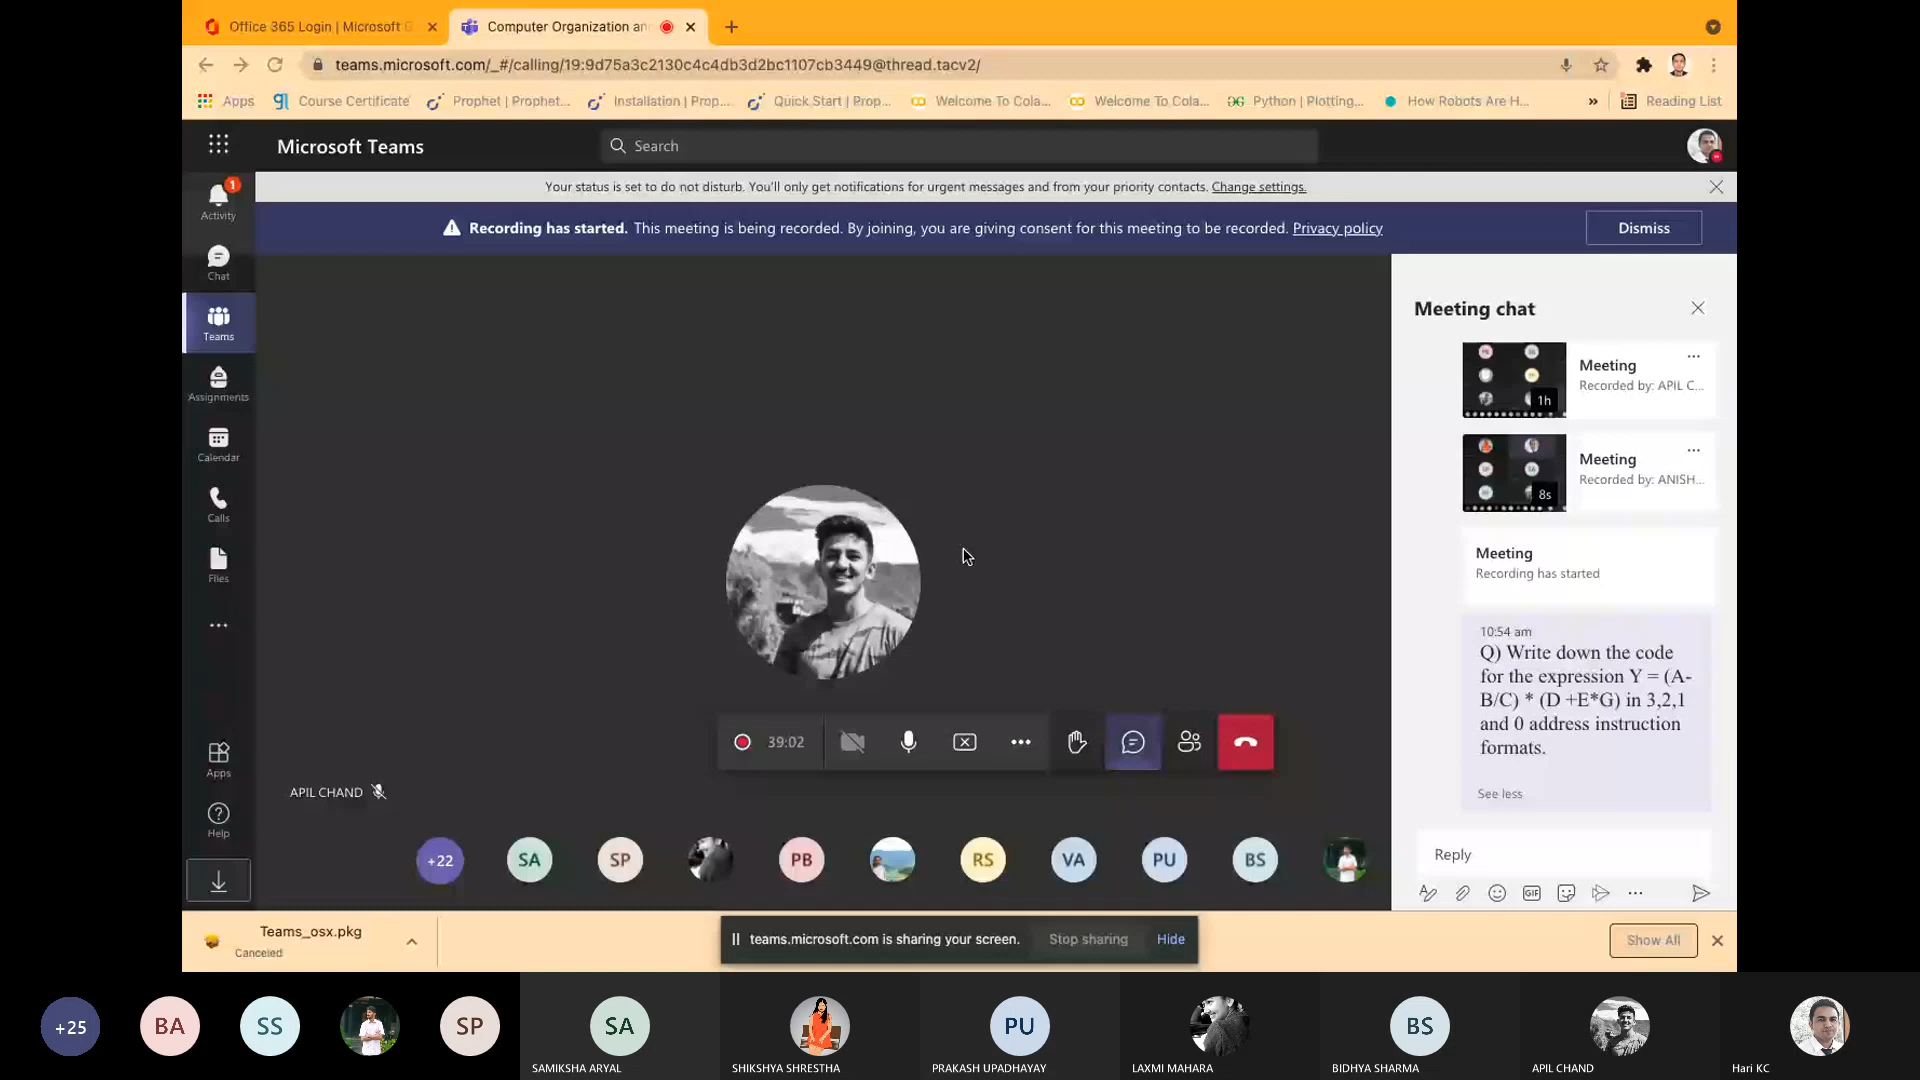 Office 365 Login | Microsoft
Computer Organization an
teams.microsoft.com/_#/calling/19:9d75a3c2130c4c4db3d2bc1107cb3449@thread.tacv2/
Apps
Course Certificate
Prophet | Prophet...
Installation | Prop...
Quick Start | Prop...
Welcome To Cola...
Welcome To Cola...
Python | Plotting...
How Robots Are H...
»
Reading List
Microsoft Teams
Search
Your status is set to do not disturb. You'll only get notifications for urgent messages and from your priority contacts. Change settings.
Recording has started. This meeting is being recorded. By joining, you are giving consent for this meeting to be recorded. Privacy policy
Dismiss
1
Activity
Chat
Teams
Assignments
Calendar
Calls
Files
Apps
Help
39:02
APIL CHAND
+22
SA
SP
PB
RS
VA
PU
BS
Meeting chat
Meeting
Recorded by: APIL C...
1h
Meeting
Recorded by: ANISH...
8s
Meeting
Recording has started
10:54 am
Q) Write down the code
for the expression Y = (A-
B/C) * (D +E*G) in 3,2,1
and 0 address instruction
formats.
See less
Reply
GIF
Teams_osx.pkg
Canceled
teams.microsoft.com is sharing your screen.
Stop sharing
Hide
Show All
+25
BA
SS
SP
SA
SAMIKSHA ARYAL
SHIKSHYA SHRESTHA
PU
PRAKASH UPADHAYAY
LAXMI MAHARA
BS
BIDHYA SHARMA
APIL CHAND
Hari KC